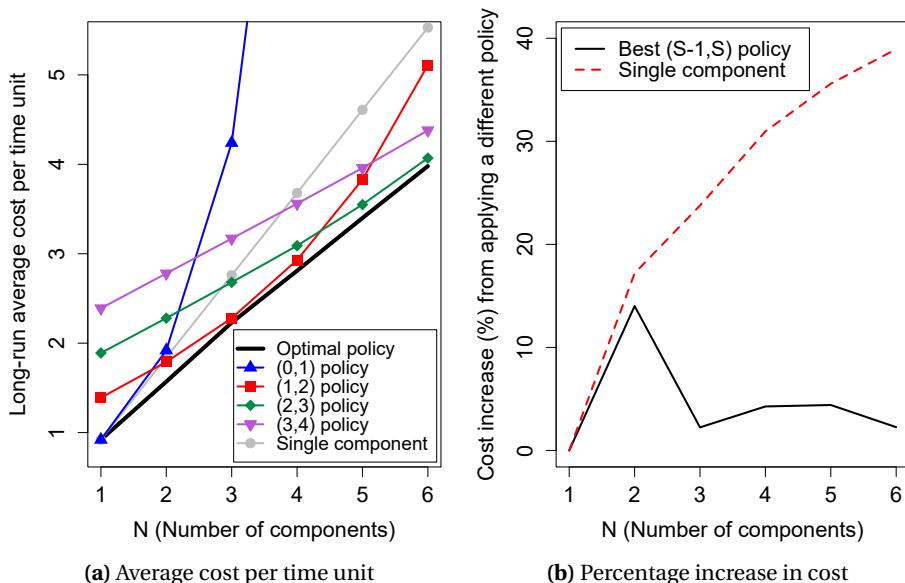 Long-run average cost per time unit
5
4
3
2
1
1 2 3 4 5 6
N (Number of components)
Optimal policy
(0,1) policy
(1,2) policy
(2,3) policy
(3,4) policy
Single component
(a) Average cost per time unit
Cost increase (%) from applying a different policy
40
30
20
10
0
1 2 3 4 5 6
N (Number of components)
Best (S-1,S) policy
Single component
(b) Percentage increase in cost